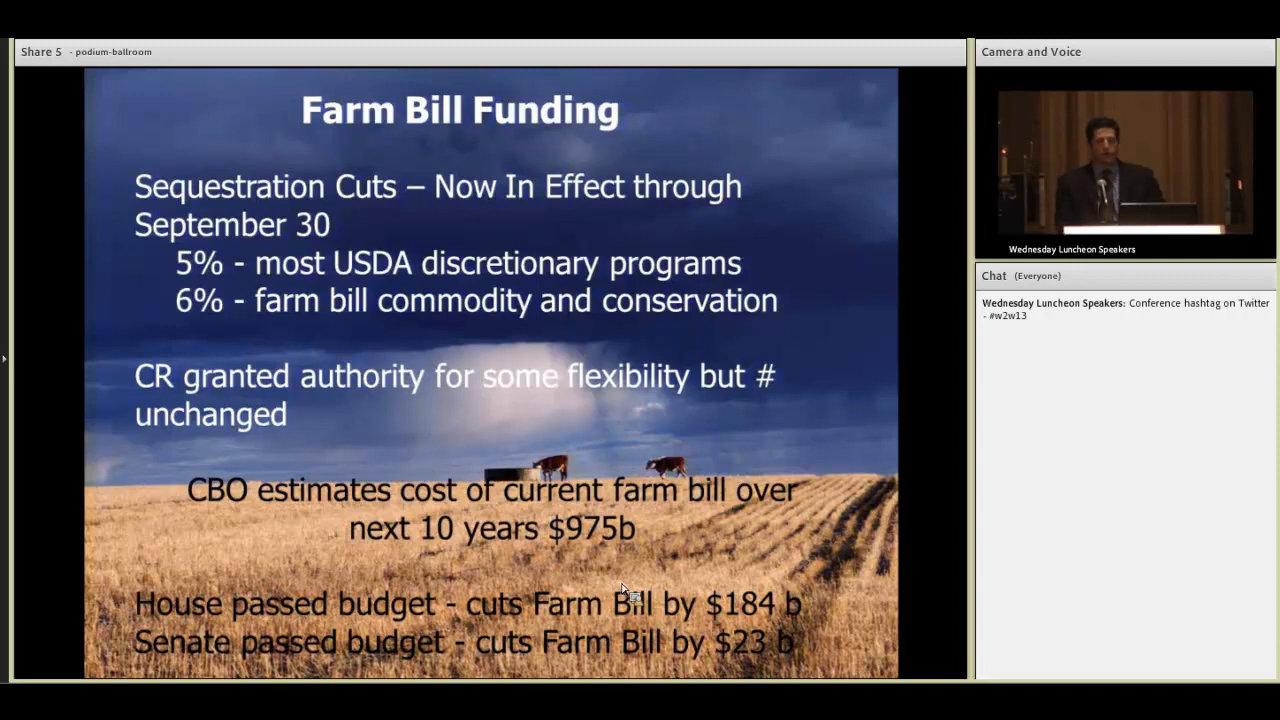 Share 5 - podium-ballroom
Farm Bill Funding
Sequestration Cuts – Now In Effect through
September 30
5% - most USDA discretionary programs
6% - farm bill commodity and conservation
CR granted authority for some flexibility but #
unchanged
CBO estimates cost of current farm bill over
next 10 years $975b
House passed budget - cuts Farm Bill by $184 b
Senate passed budget - cuts Farm Bill by $23 b
Camera and Voice
Wednesday Luncheon Speakers
Chat (Everyone)
Wednesday Luncheon Speakers: Conference hashtag on Twitter
- #w2w13